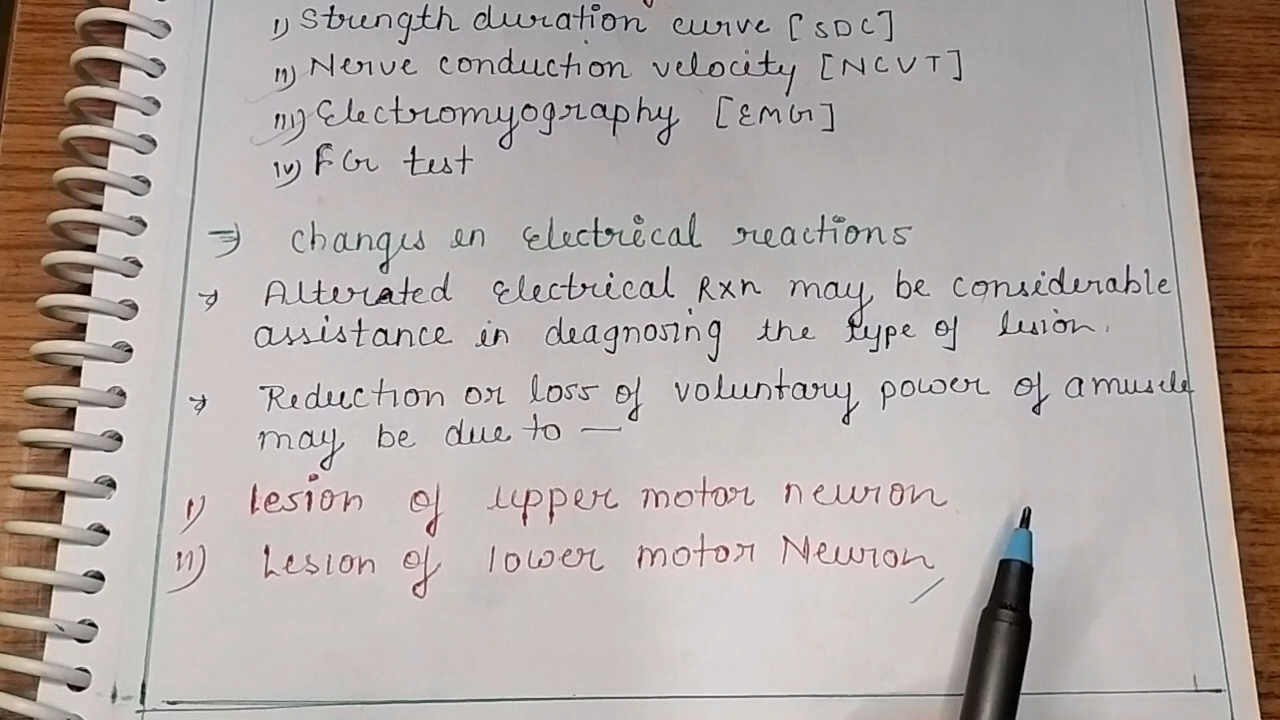 i) Strength duration curve [SDC]
ii) Nerve conduction velocity [NCVT]
iii) Electromyography [EMG]
iv) FG test
⇒ Changes in Electrical reactions
→ Alterated Electrical Rxn may be considerable
assistance in deagnosing the type of lesion.
→ Reduction or loss of voluntary power of a muscle
may be due to —
i) Lesion of upper motor neuron
ii) Lesion of lower motor Neuron